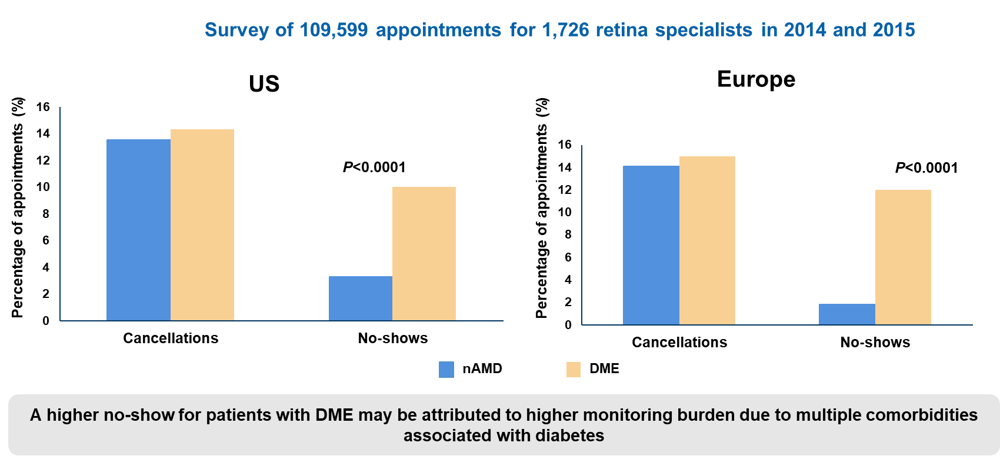 Survey of 109,599 appointments for 1,726 retina specialists in 2014 and 2015
US
Percentage of appointments (%)
16
14
12
10
8
6
4
2
0
P<0.0001
Cancellations
No-shows
Europe
Percentage of appointments (%)
16
14
12
10
8
6
4
2
0
P<0.0001
Cancellations
No-shows
nAMD
DME
A higher no-show for patients with DME may be attributed to higher monitoring burden due to multiple comorbidities
associated with diabetes